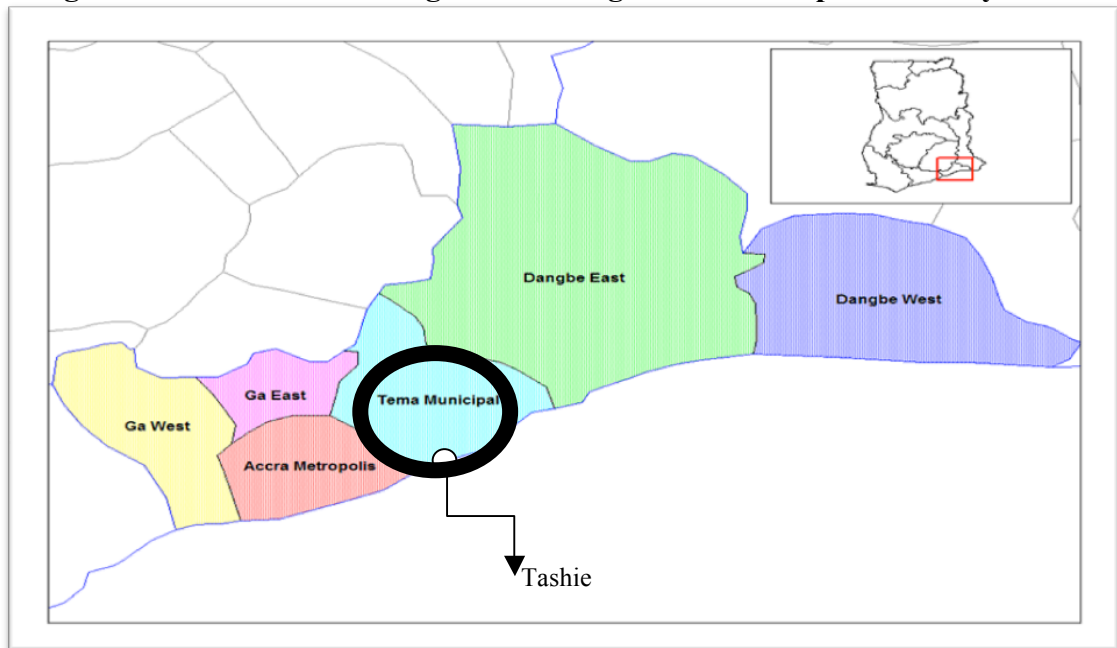 Dangbe East
Dangbe West
Ga East
Tema Municipal
Ga West
Accra Metropolis
Tashie